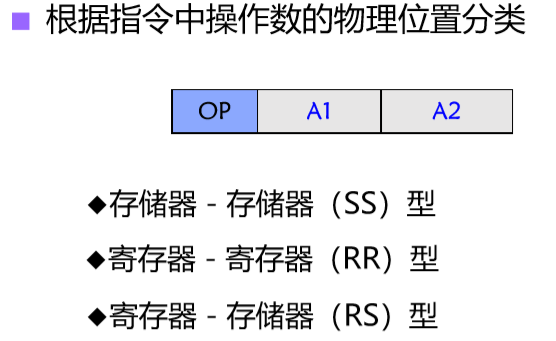 ■ 根据指令中操作数的物理位置分类
OP A1 A2
◆存储器 - 存储器（SS）型
◆寄存器 - 寄存器（RR）型
◆寄存器 - 存储器（RS）型